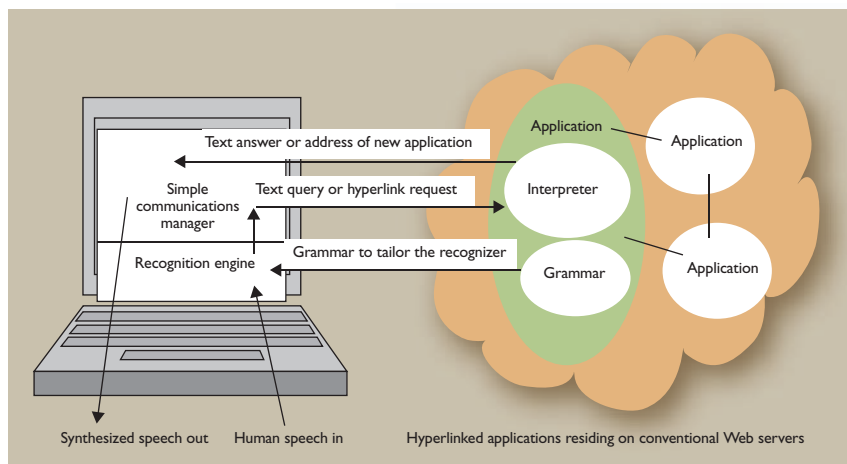 Text answer or address of new application
Simple
communications
manager
Text query or hyperlink request
Grammar to tailor the recognizer
Recognition engine
Application
Interpreter
Grammar
Application
Application
Synthesized speech out
Human speech in
Hyperlinked applications residing on conventional Web servers